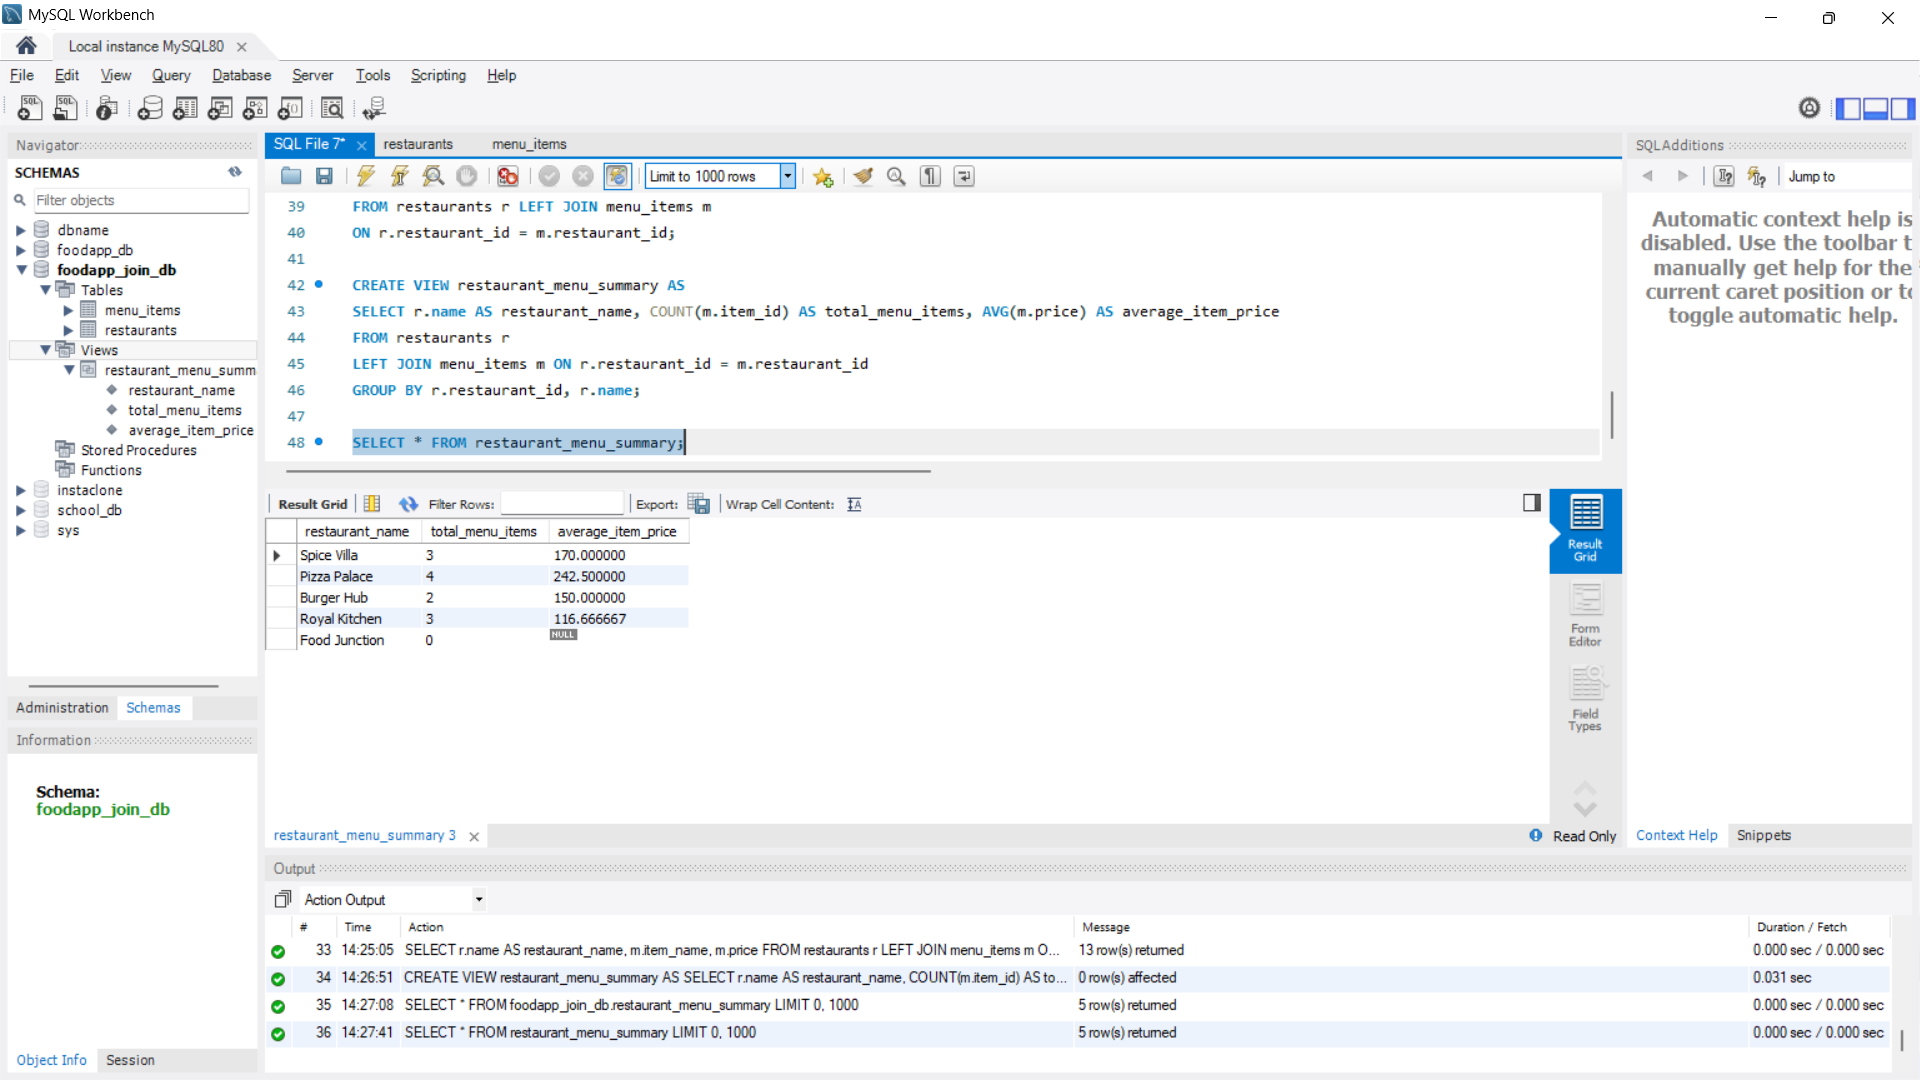 MySQL Workbench
Local instance MySQL80
File Edit View Query Database Server Tools Scripting Help
Navigator
SCHEMAS
Filter objects
dbname
foodapp_db
foodapp_join_db
Tables
menu_items
restaurants
Views
restaurant_menu_summ
restaurant_name
total_menu_items
average_item_price
Stored Procedures
Functions
instaclone
school_db
sys
Administration Schemas
Information
Schema:
foodapp_join_db
Object Info Session
SQL File 7* restaurants menu_items
Limit to 1000 rows
39 FROM restaurants r LEFT JOIN menu_items m
40 ON r.restaurant_id = m.restaurant_id;
41
42 CREATE VIEW restaurant_menu_summary AS
43 SELECT r.name AS restaurant_name, COUNT(m.item_id) AS total_menu_items, AVG(m.price) AS average_item_price
44 FROM restaurants r
45 LEFT JOIN menu_items m ON r.restaurant_id = m.restaurant_id
46 GROUP BY r.restaurant_id, r.name;
47
48 SELECT * FROM restaurant_menu_summary;
Result Grid Filter Rows: Export: Wrap Cell Content:
restaurant_name total_menu_items average_item_price
Spice Villa 3 170.000000
Pizza Palace 4 242.500000
Burger Hub 2 150.000000
Royal Kitchen 3 116.666667
Food Junction 0 NULL
Result
Grid
Form
Editor
Field
Types
restaurant_menu_summary 3
Read Only
SQLAdditions
Jump to
Automatic context help is
disabled. Use the toolbar t
manually get help for the
current caret position or to
toggle automatic help.
Context Help Snippets
Output
Action Output
# Time Action Message Duration / Fetch
33 14:25:05 SELECT r.name AS restaurant_name, m.item_name, m.price FROM restaurants r LEFT JOIN menu_items m O... 13 row(s) returned 0.000 sec / 0.000 sec
34 14:26:51 CREATE VIEW restaurant_menu_summary AS SELECT r.name AS restaurant_name, COUNT(m.item_id) AS to... 0 row(s) affected 0.031 sec
35 14:27:08 SELECT * FROM foodapp_join_db.restaurant_menu_summary LIMIT 0, 1000 5 row(s) returned 0.000 sec / 0.000 sec
36 14:27:41 SELECT * FROM restaurant_menu_summary LIMIT 0, 1000 5 row(s) returned 0.000 sec / 0.000 sec